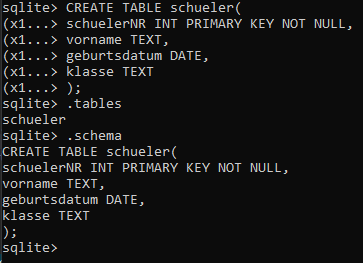 sqlite> CREATE TABLE schueler(
(x1...> schuelerNR INT PRIMARY KEY NOT NULL,
(x1...> vorname TEXT,
(x1...> geburtsdatum DATE,
(x1...> klasse TEXT
(x1...> );
sqlite> .tables
schueler
sqlite> .schema
CREATE TABLE schueler(
schuelerNR INT PRIMARY KEY NOT NULL,
vorname TEXT,
geburtsdatum DATE,
klasse TEXT
);
sqlite>